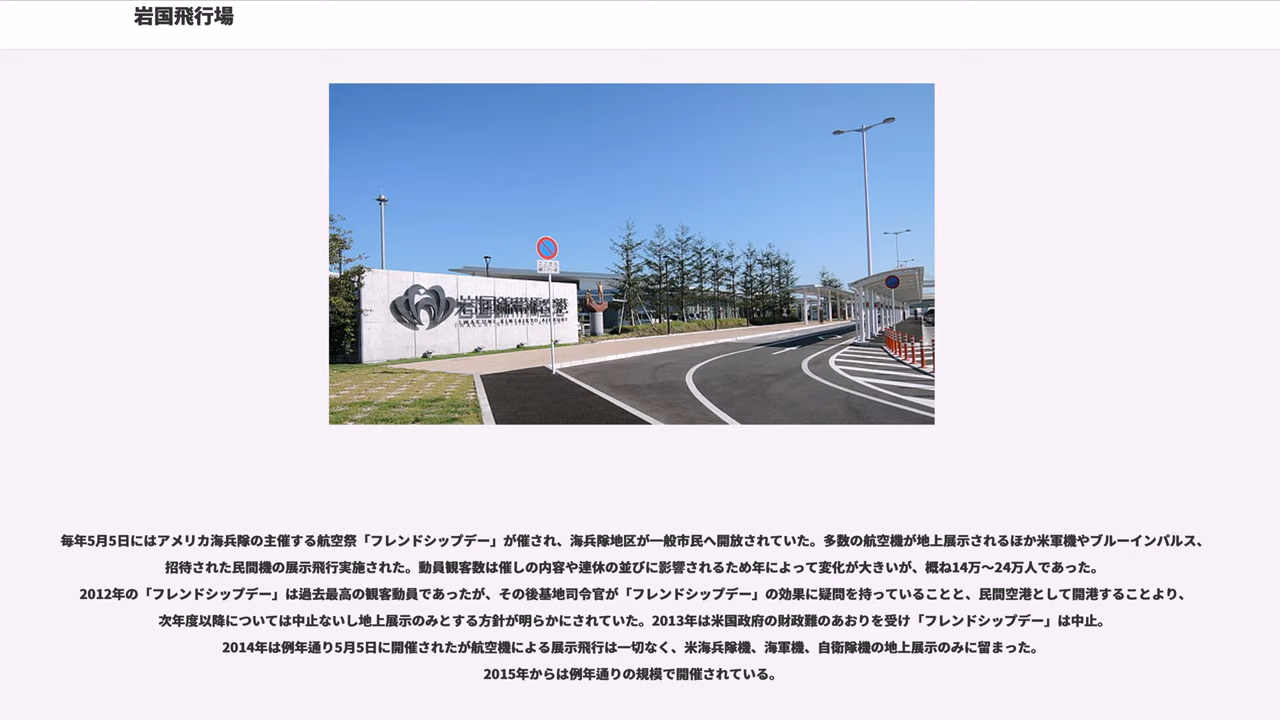 岩国飛行場
岩国錦帯橋空港
IWAKUNI KINTAIKYO AIRPORT
毎年5月5日にはアメリカ海兵隊の主催する航空祭「フレンドシップデー」が催され、海兵隊地区が一般市民へ開放されていた。多数の航空機が地上展示されるほか米軍機やブルーインパルス、
招待された民間機の展示飛行実施された。動員観客数は催しの内容や連休の並びに影響されるため年によって変化が大きいが、概ね14万〜24万人であった。
2012年の「フレンドシップデー」は過去最高の観客動員であったが、その後基地司令官が「フレンドシップデー」の効果に疑問を持っていることと、民間空港として開港することより、
次年度以降については中止ないし地上展示のみとする方針が明らかにされていた。2013年は米国政府の財政難のあおりを受け「フレンドシップデー」は中止。
2014年は例年通り5月5日に開催されたが航空機による展示飛行は一切なく、米海兵隊機、海軍機、自衛隊機の地上展示のみに留まった。
2015年からは例年通りの規模で開催されている。